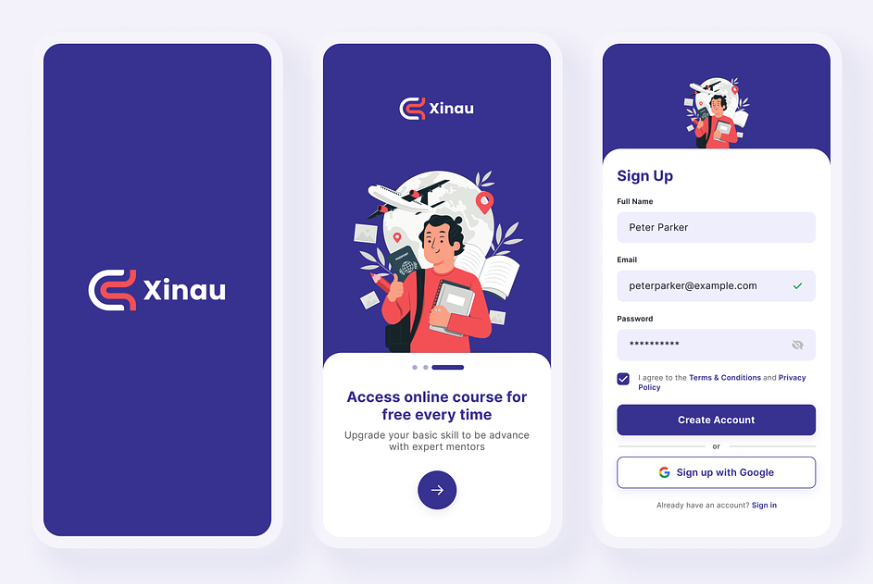 Xinau
Xinau
Access online course for
free every time
Upgrade your basic skill to be advance
with expert mentors
Sign Up
Full Name
Peter Parker
Email
peterparker@example.com
Password
**********
I agree to the Terms & Conditions and Privacy
Policy
Create Account
or
Sign up with Google
Already have an account? Sign in